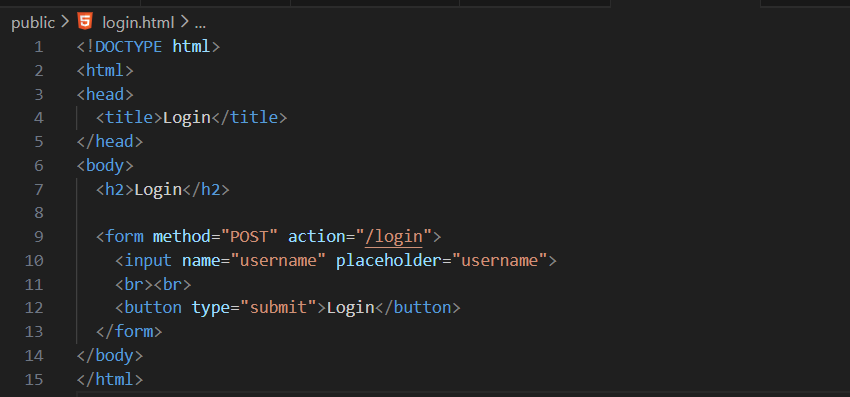 public > login.html > ...
1 <!DOCTYPE html>
2 <html>
3 <head>
4   <title>Login</title>
5 </head>
6 <body>
7   <h2>Login</h2>
8
9   <form method="POST" action="/login">
10     <input name="username" placeholder="username">
11     <br><br>
12     <button type="submit">Login</button>
13   </form>
14 </body>
15 </html>